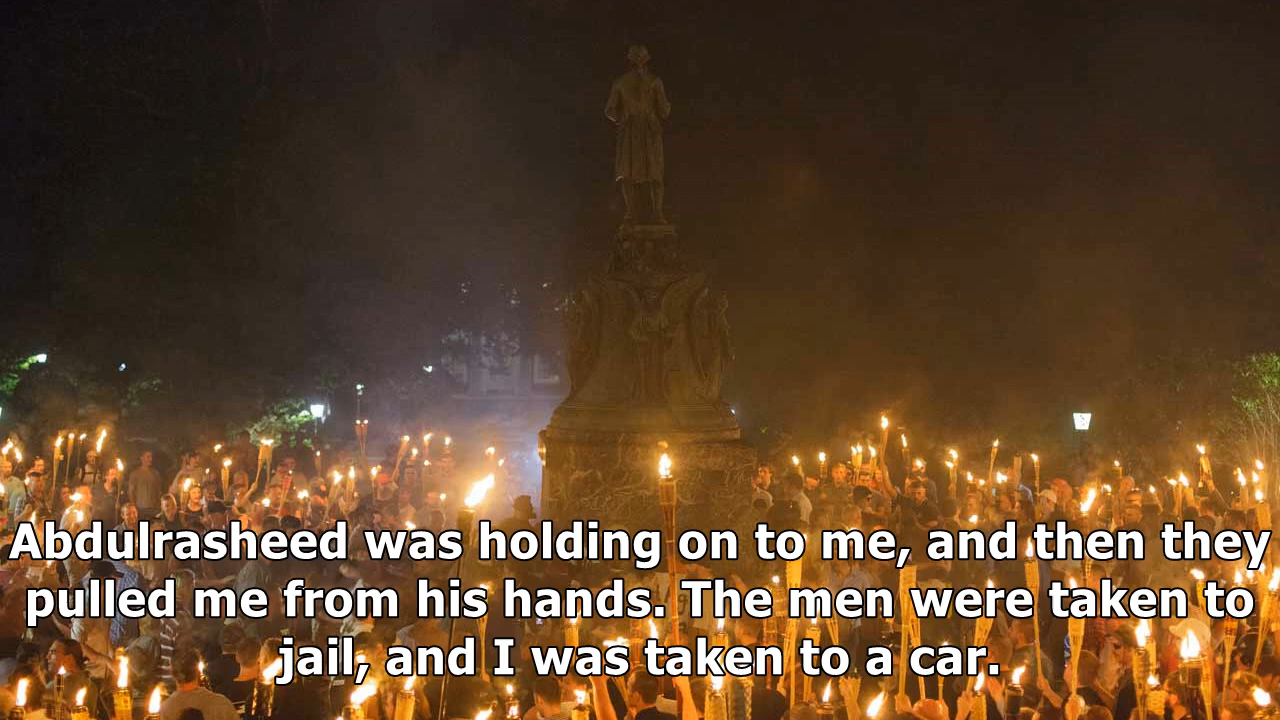 Abdulrasheed was holding on to me, and then they
pulled me from his hands. The men were taken to
jail, and I was taken to a car.